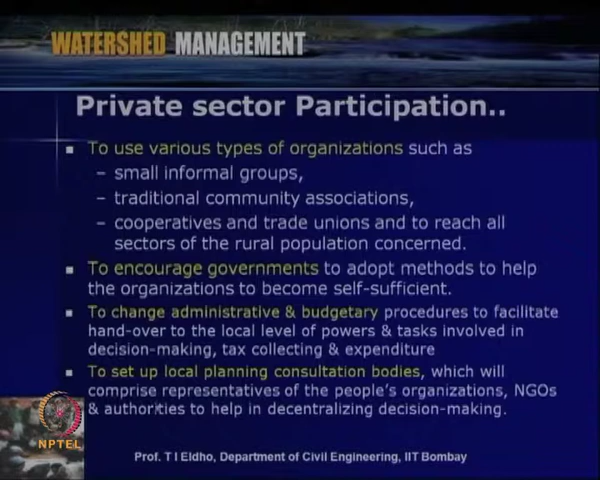 WATERSHED MANAGEMENT
Private sector Participation..
▪ To use various types of organizations such as
– small informal groups,
– traditional community associations,
– cooperatives and trade unions and to reach all
sectors of the rural population concerned.
▪ To encourage governments to adopt methods to help
the organizations to become self-sufficient.
▪ To change administrative & budgetary procedures to facilitate
hand-over to the local level of powers & tasks involved in
decision-making, tax collecting & expenditure
▪ To set up local planning consultation bodies, which will
comprise representatives of the people's organizations, NGOs
& authorities to help in decentralizing decision-making.
NPTEL
Prof. T I Eldho, Department of Civil Engineering, IIT Bombay